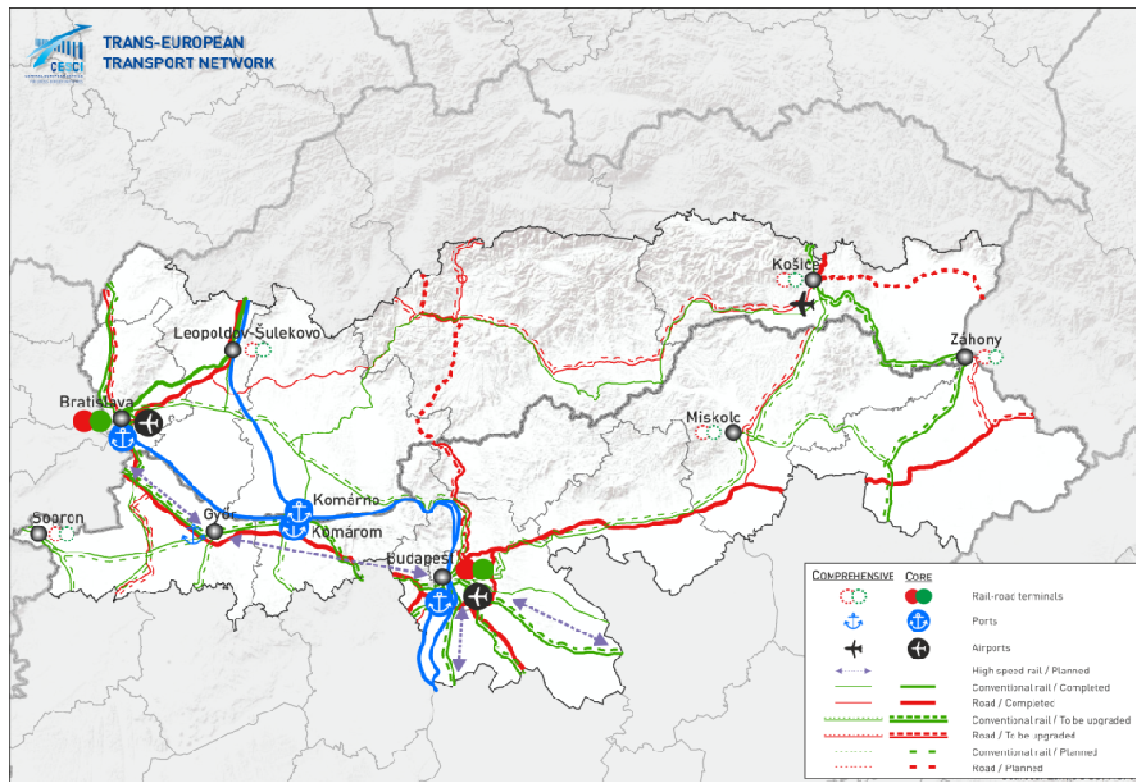 TRANS-EUROPEAN
TRANSPORT NETWORK
CESCI
Košice
Leopoldov-Šulekovo
Záhony
Bratislava
Miskolc
Komárno
Sopron
Győr
Komárom
Budapest
COMPREHENSIVE CORE
Rail-road terminals
Ports
Airports
High speed rail / Planned
Conventional rail / Completed
Road / Completed
Conventional rail / To be upgraded
Road / To be upgraded
Conventional rail / Planned
Road / Planned